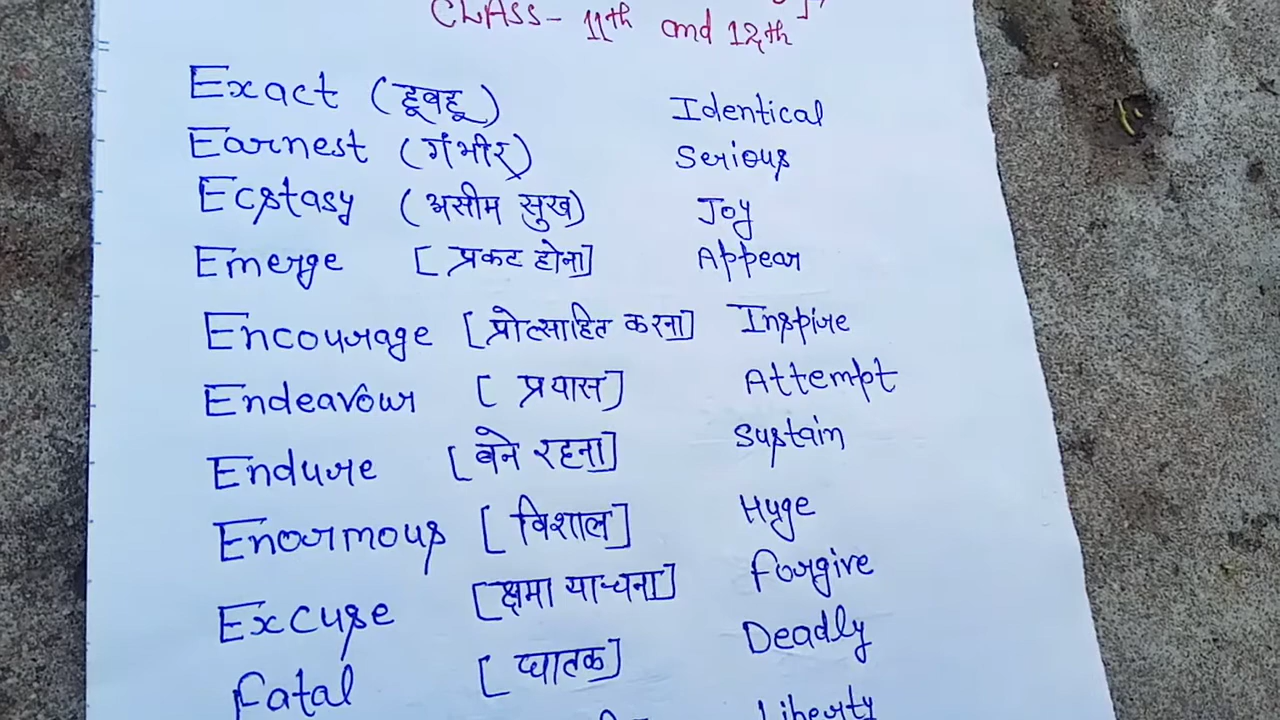 CLASS- 11th and 12th
Exact (हूबहू) Identical
Earnest (गंभीर) Serious
Ecstasy (असीम सुख) Joy
Emerge [प्रकट होना] Appear
Encourage [प्रोत्साहित करना] Inspire
Endeavour [प्रयास] Attempt
Endure [बने रहना] Sustain
Enormous [विशाल] Huge
Excuse [क्षमा याचना] Forgive
Fatal [घातक] Deadly
Liberty